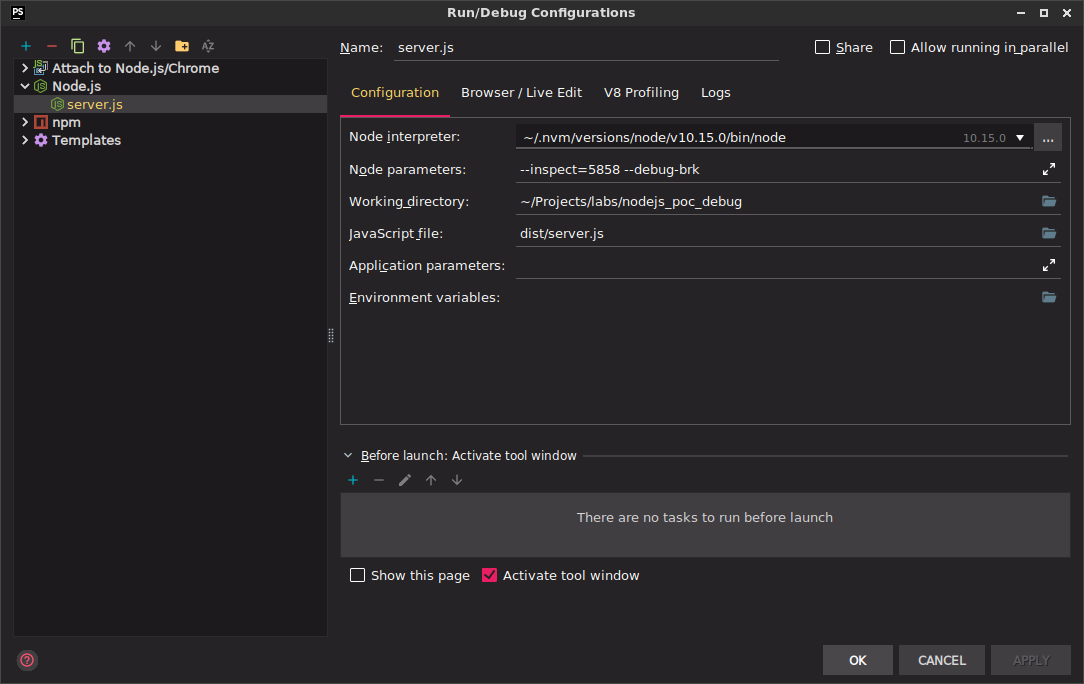 PS
Run/Debug Configurations
Name: server.js
Share
Allow running in parallel
Attach to Node.js/Chrome
Node.js
server.js
npm
Templates
Configuration
Browser / Live Edit
V8 Profiling
Logs
Node interpreter: ~/.nvm/versions/node/v10.15.0/bin/node 10.15.0 ...
Node parameters: --inspect=5858 --debug-brk
Working directory: ~/Projects/labs/nodejs_poc_debug
JavaScript file: dist/server.js
Application parameters:
Environment variables:
Before launch: Activate tool window
There are no tasks to run before launch
Show this page
Activate tool window
?
OK
CANCEL
APPLY